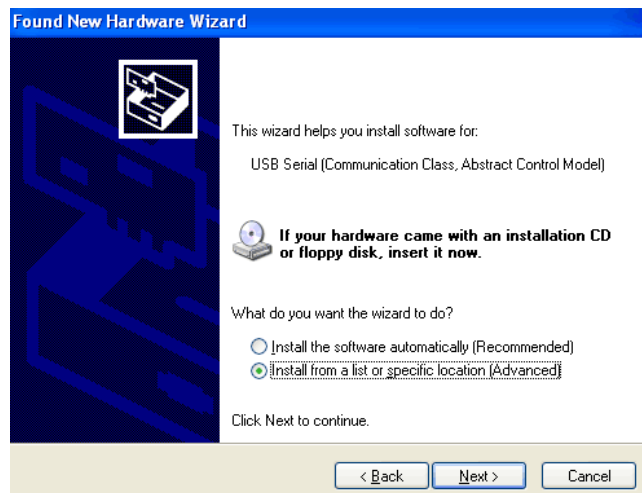 Found New Hardware Wizard
This wizard helps you install software for:
USB Serial (Communication Class, Abstract Control Model)
If your hardware came with an installation CD
or floppy disk, insert it now.
What do you want the wizard to do?
Install the software automatically (Recommended)
Install from a list or specific location (Advanced)
Click Next to continue.
< Back Next > Cancel